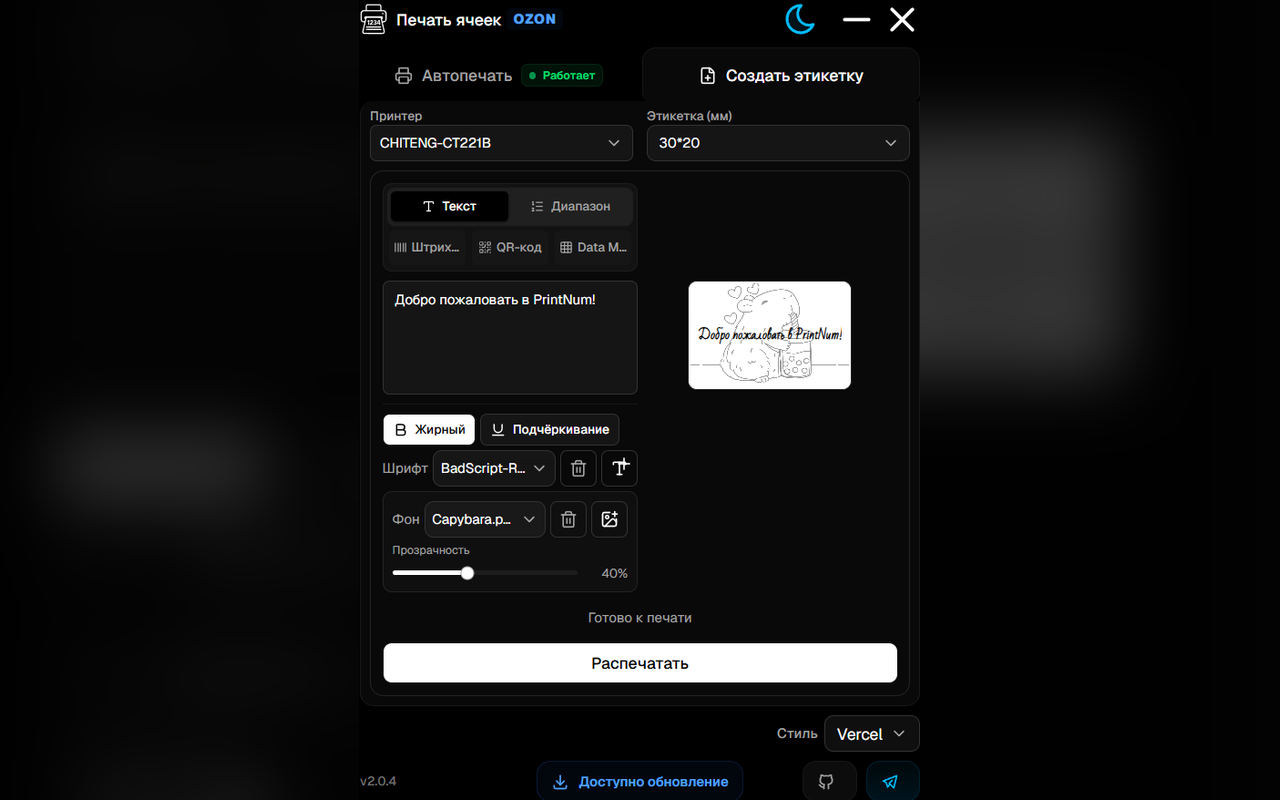 1234
Печать ячеек OZON
Автопечать Работает
Создать этикетку
Принтер
Этикетка (мм)
CHITENG-CT221B
30*20
Текст
Диапазон
Штрих...
QR-код
Data M...
Добро пожаловать в PrintNum!
Добро пожаловать в PrintNum!
B Жирный
U Подчёркивание
Шрифт
BadScript-R...
Фон
Capybara.p...
Прозрачность
40%
Готово к печати
Распечатать
Стиль
Vercel
v2.0.4
Доступно обновление